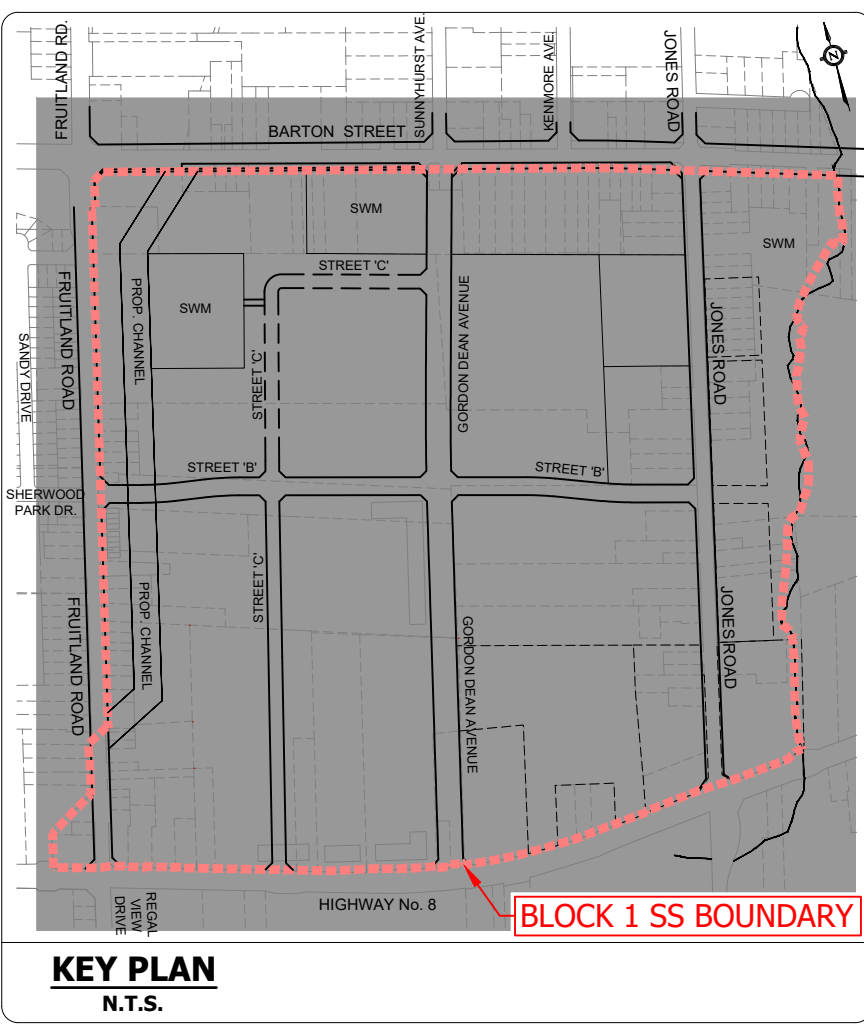 FRUITLAND RD.
SUNNYHURST AVE.
KENMORE AVE.
JONES ROAD
Z
BARTON STREET
SWM
SWM
STREET 'C'
SWM
FRUITLAND ROAD
PROP. CHANNEL
SANDY DRIVE
STREET 'C'
GORDON DEAN AVENUE
JONES ROAD
STREET 'B'
STREET 'B'
SHERWOOD
PARK DR.
FRUITLAND ROAD
PROP. CHANNEL
STREET 'C'
GORDON DEAN AVENUE
JONES ROAD
REGAL
VIEW
DRIVE
HIGHWAY No. 8
BLOCK 1 SS BOUNDARY
KEY PLAN
N.T.S.